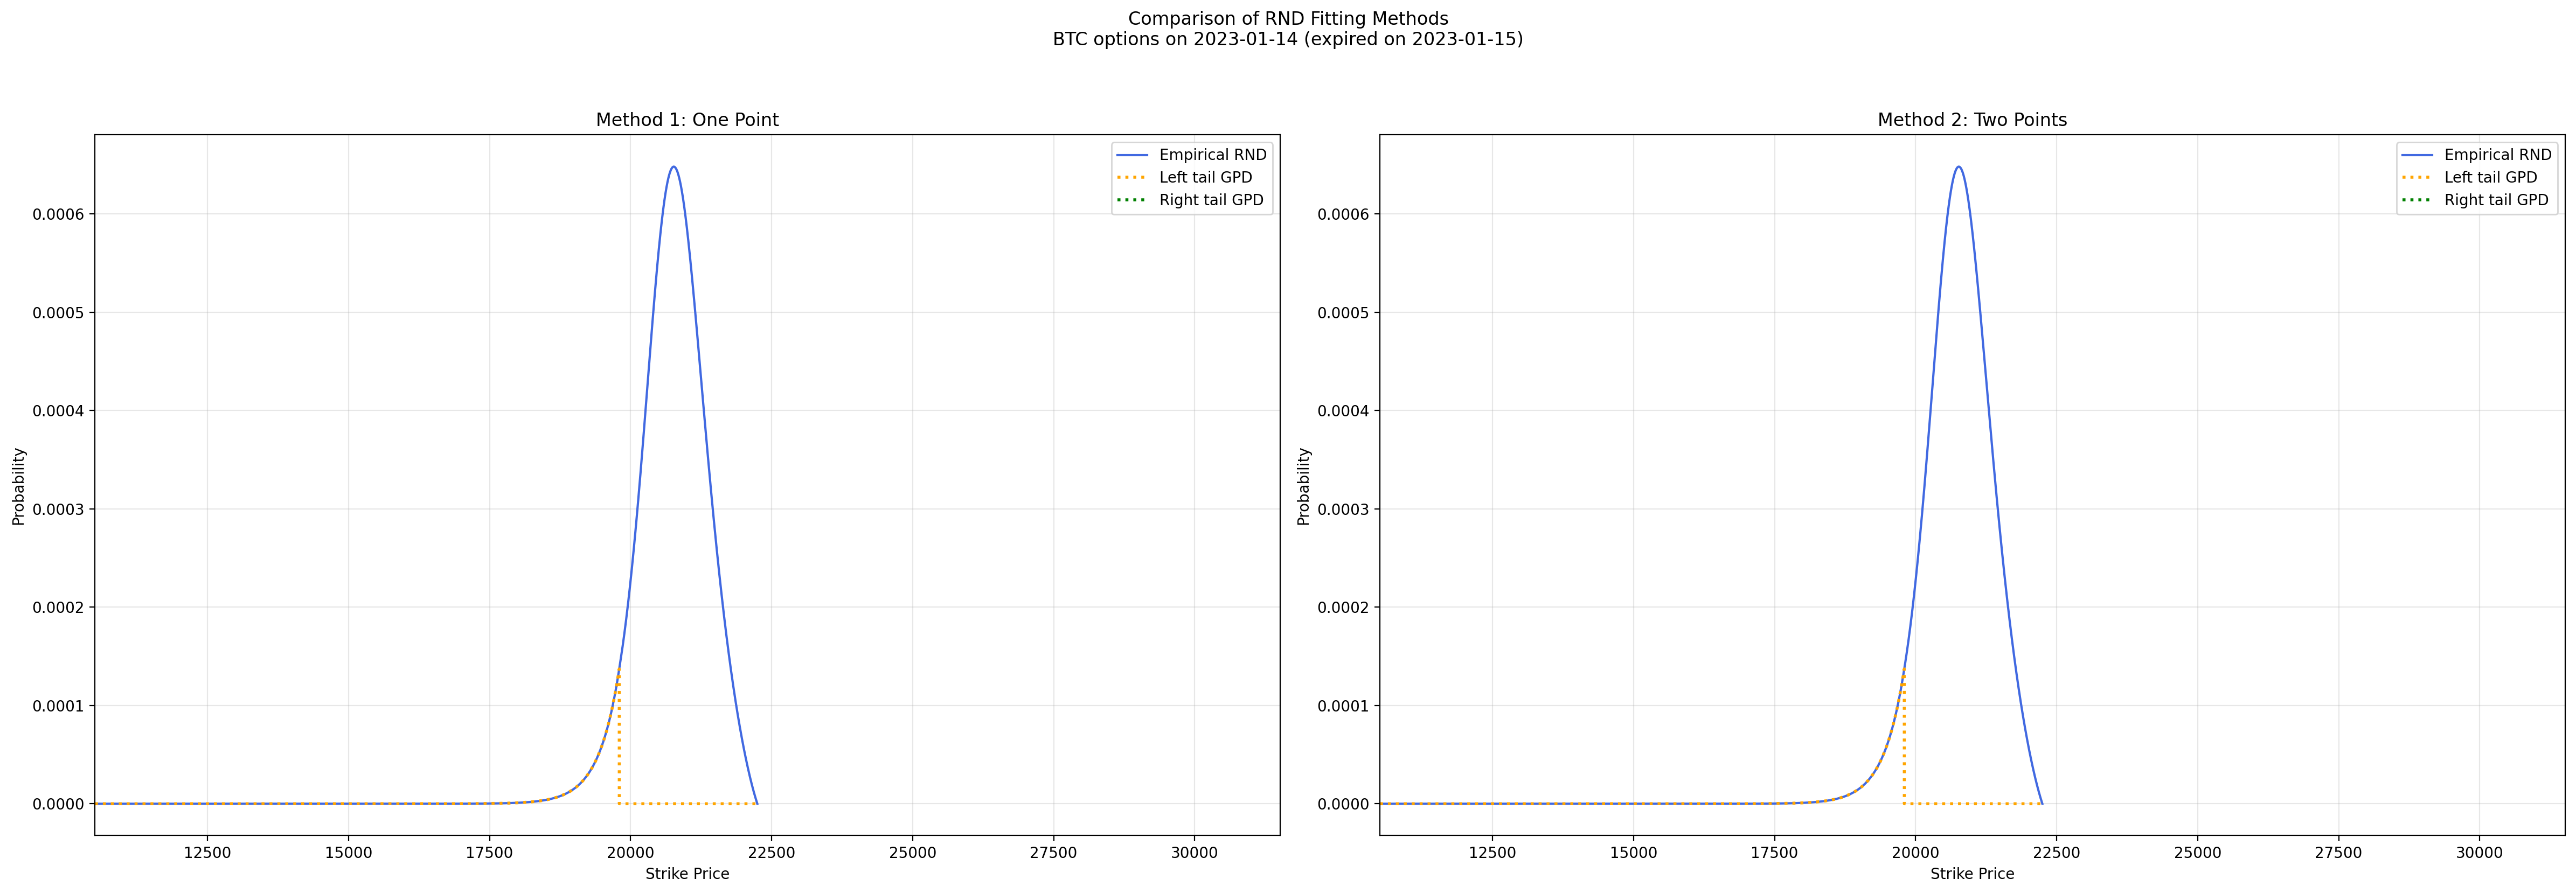 Comparison of RND Fitting Methods
BTC options on 2023-01-14 (expired on 2023-01-15)
Method 1: One Point
Empirical RND
Left tail GPD
Right tail GPD
0.0006
0.0005
0.0004
0.0003
0.0002
0.0001
0.0000
Probability
12500 15000 17500 20000 22500 25000 27500 30000
Strike Price
Method 2: Two Points
Empirical RND
Left tail GPD
Right tail GPD
0.0006
0.0005
0.0004
0.0003
0.0002
0.0001
0.0000
Probability
12500 15000 17500 20000 22500 25000 27500 30000
Strike Price